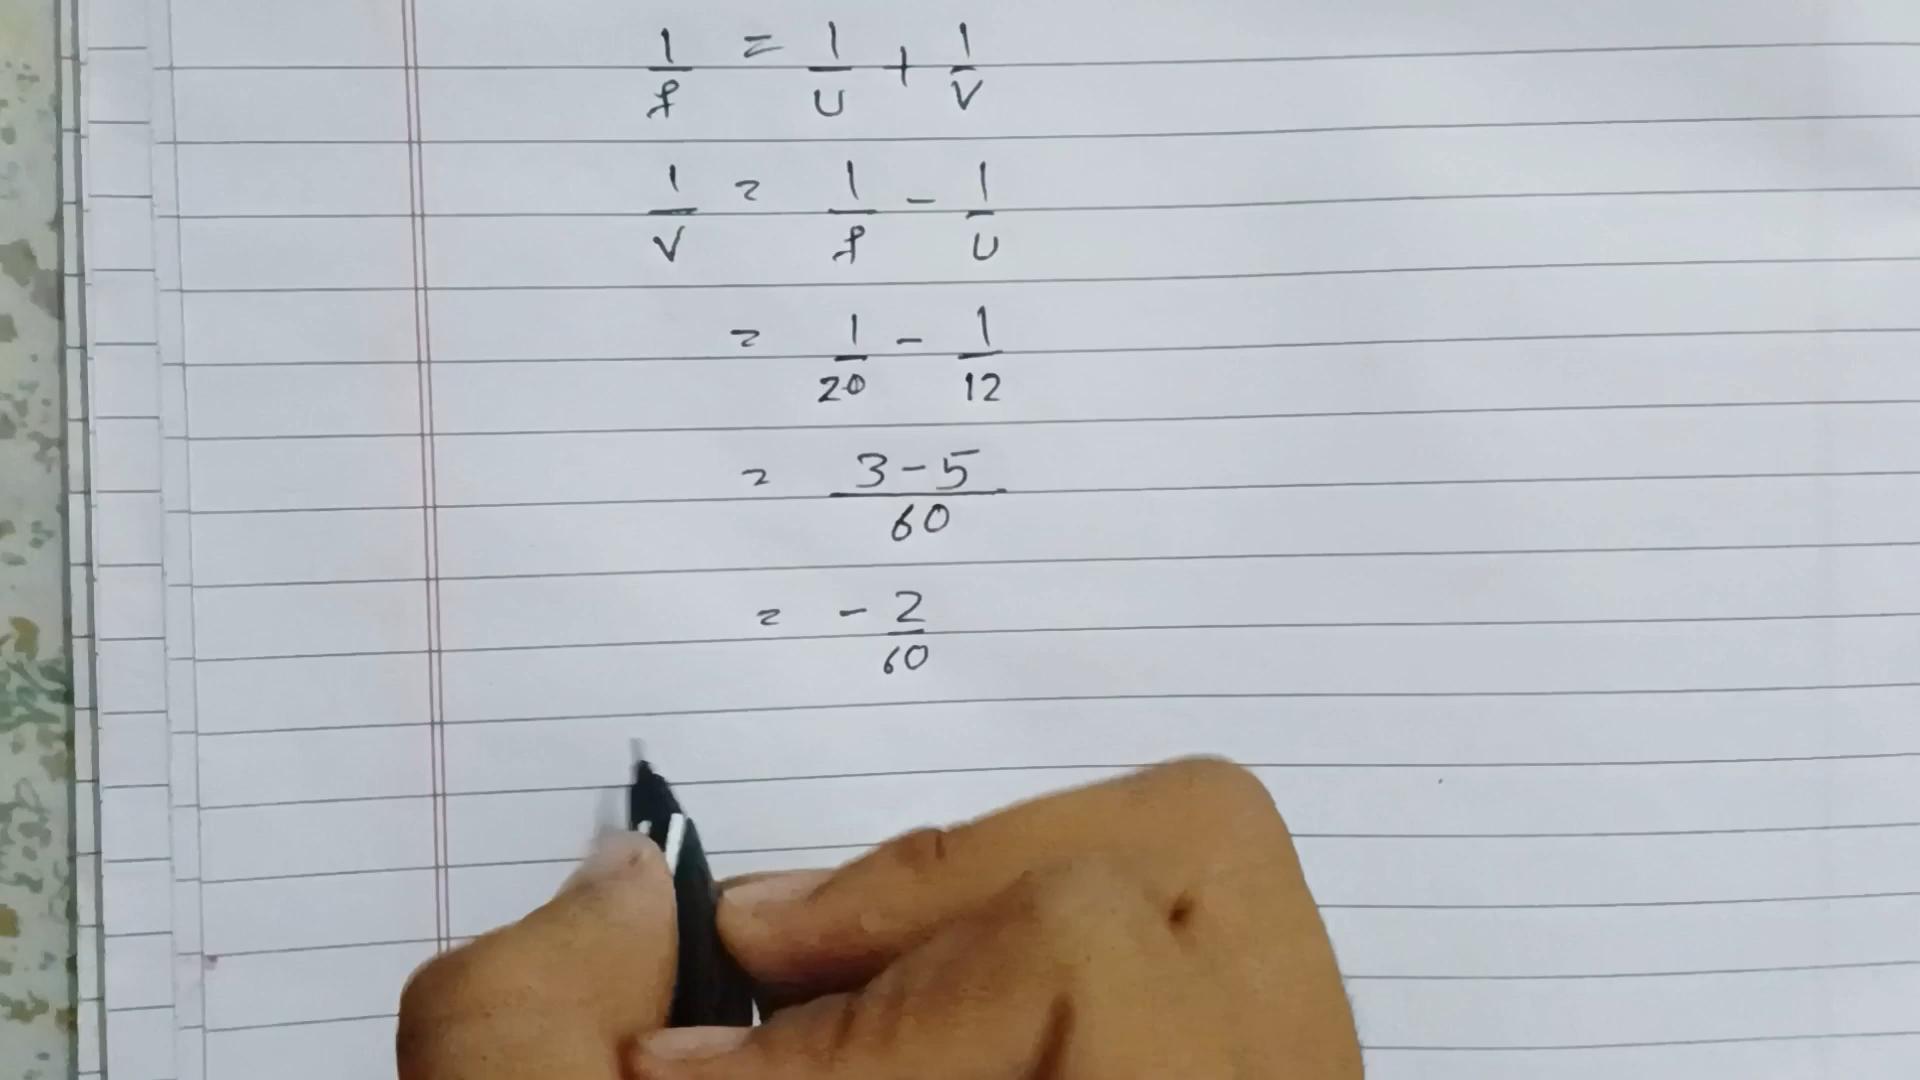 1/f = 1/u + 1/v
1/v = 1/f - 1/u
= 1/20 - 1/12
= 3-5/60
= -2/60